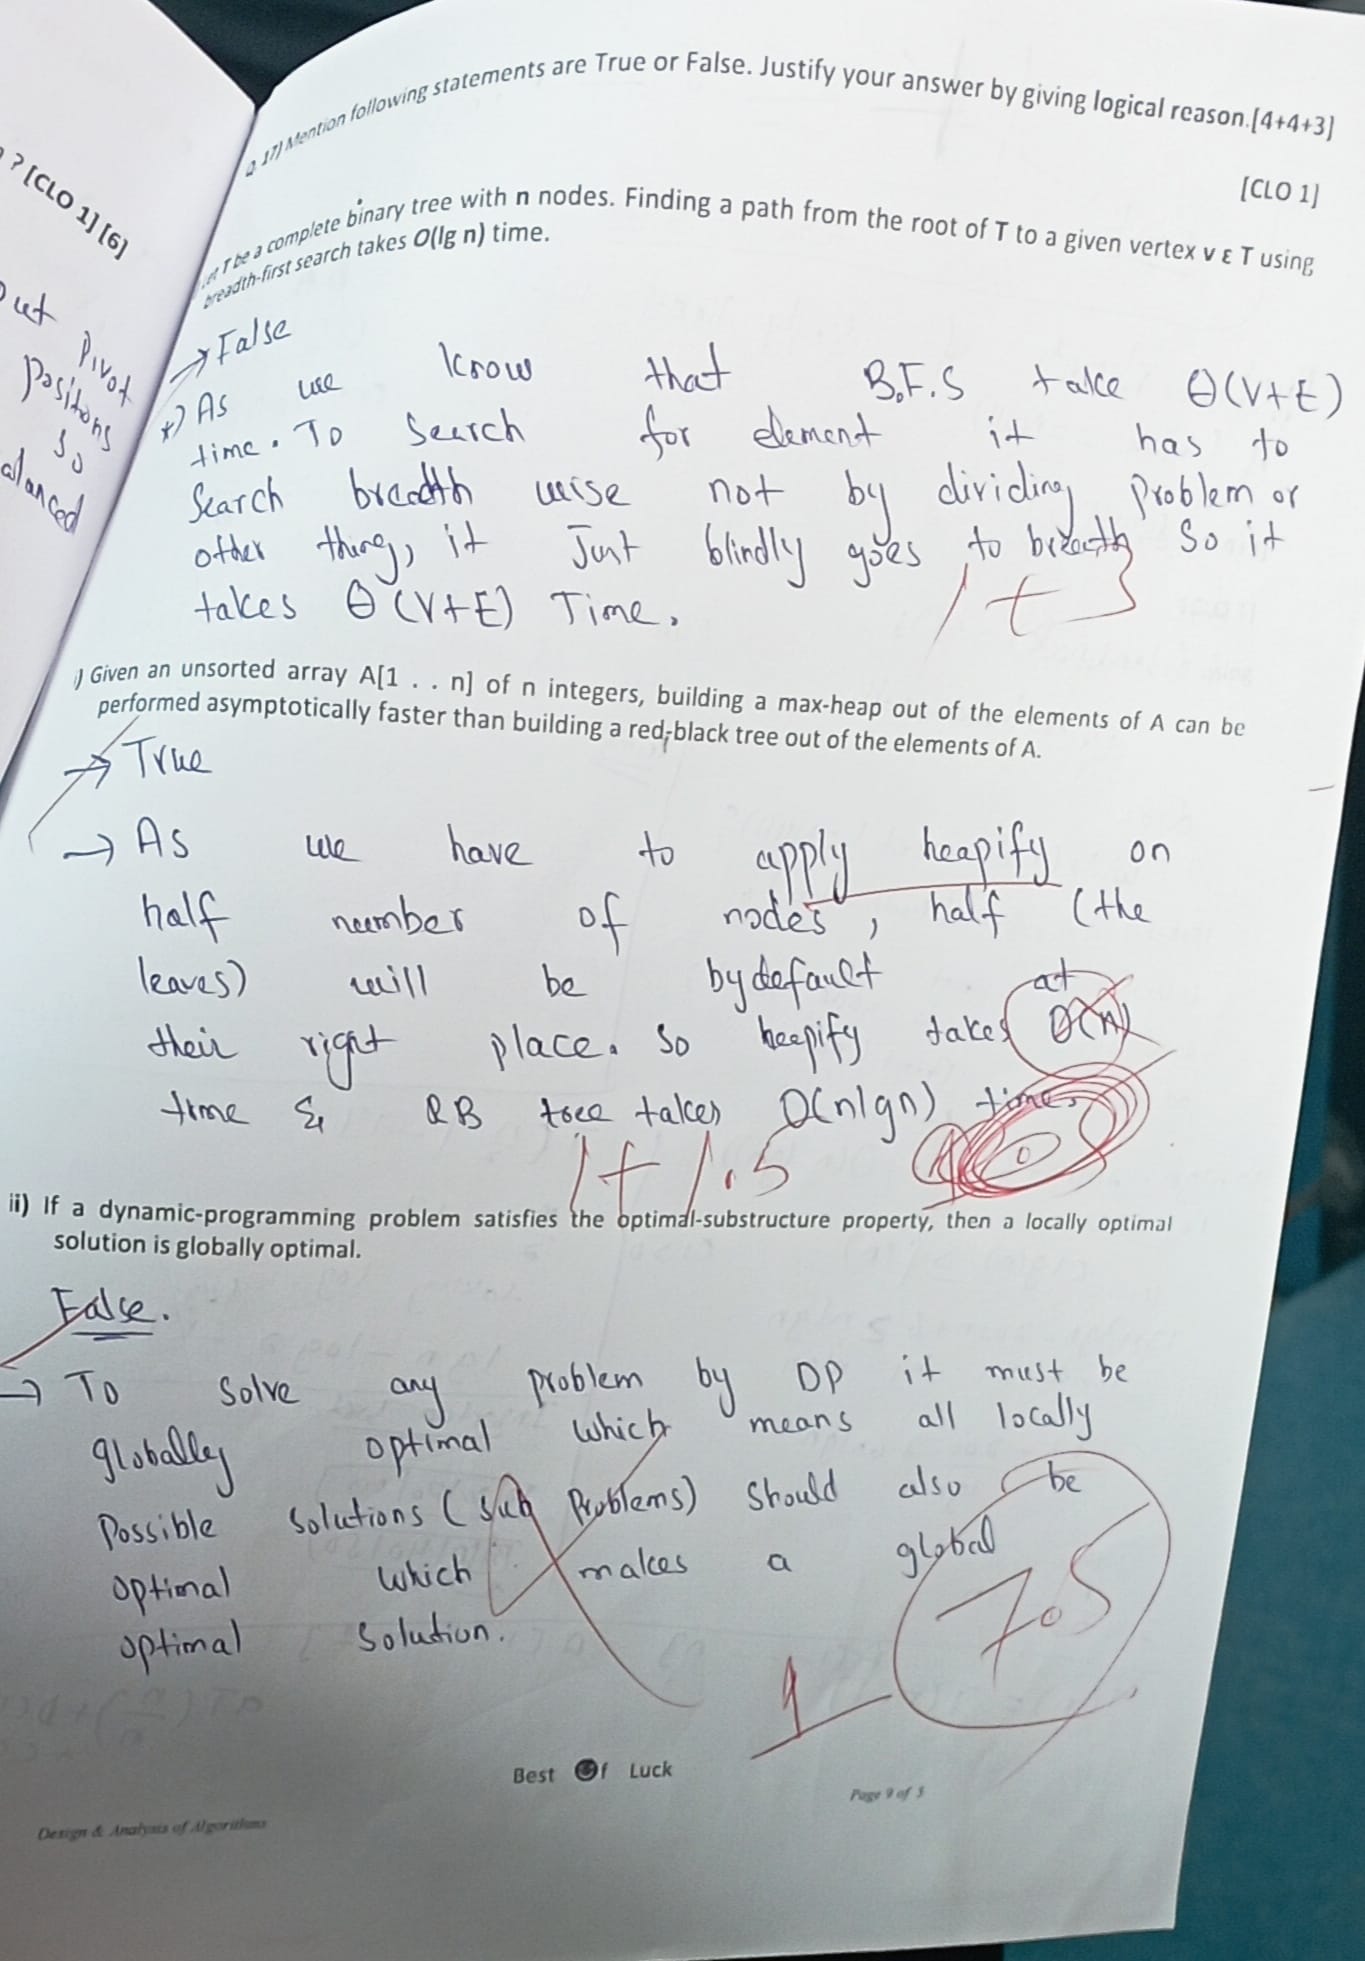 ? [CLO 1] [6]
out Pivot
positions
so
alanced
Q. 17) Mention following statements are True or False. Justify your answer by giving logical reason.[4+4+3]
[CLO 1]
T be a complete binary tree with n nodes. Finding a path from the root of T to a given vertex v ε T using
breadth-first search takes O(lg n) time.
→ False
*) As we know that B.F.S take Θ(V+E)
time. To Search for element it has to
Search breadth wise not by dividing Problem or
other thing, it Just blindly goes to breadth So it
takes Θ(V+E) Time.
1+3
i) Given an unsorted array A[1 . . n] of n integers, building a max-heap out of the elements of A can be
performed asymptotically faster than building a red-black tree out of the elements of A.
→ True
→ As we have to apply heapify on
half number of nodes, half (the
leaves) will be bydefault at
their right place. So heapify takes O(n)
time & RB tree takes O(nlgn) time.
1+1.5
ii) If a dynamic-programming problem satisfies the optimal-substructure property, then a locally optimal
solution is globally optimal.
False.
→ To Solve any problem by DP it must be
globally optimal which means all locally
Possible Solutions (sub Problems) Should also be
optimal which makes a global
optimal Solution.
7.5
1
Best Of Luck
Page 9 of 5
Design & Analysis of Algorithms